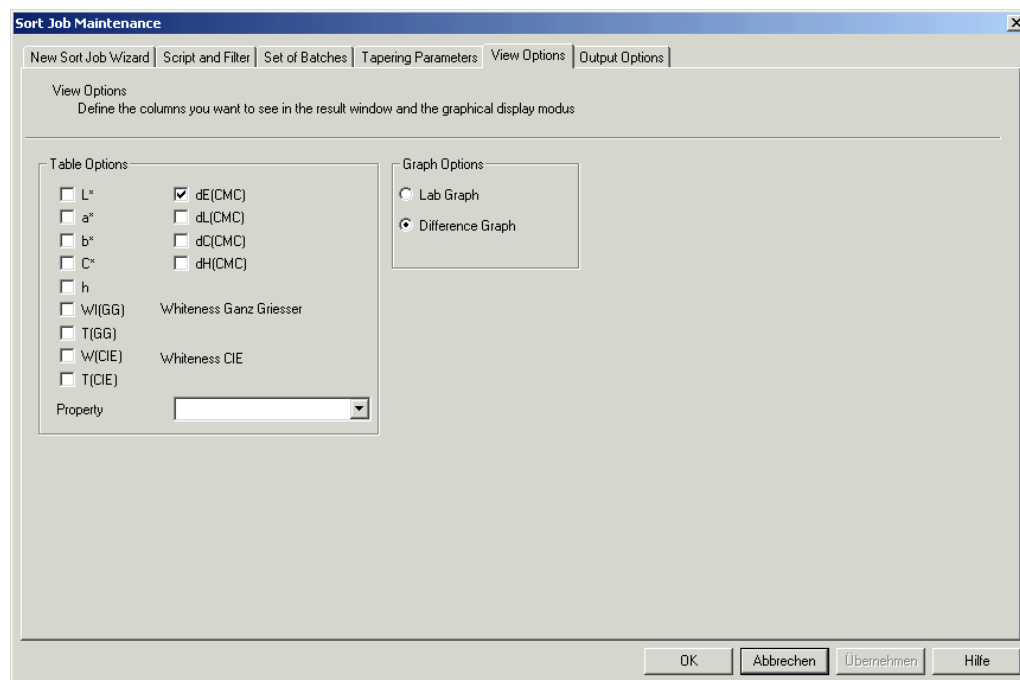 Sort Job Maintenance
New Sort Job Wizard Script and Filter Set of Batches Tapering Parameters View Options Output Options
View Options
Define the columns you want to see in the result window and the graphical display modus
Table Options
L*
a*
b*
C*
h
WI(GG) Whiteness Ganz Griesser
T(GG)
W(CIE) Whiteness CIE
T(CIE)
dE(CMC)
dL(CMC)
dC(CMC)
dH(CMC)
Property
Graph Options
Lab Graph
Difference Graph
OK Abbrechen Übernehmen Hilfe